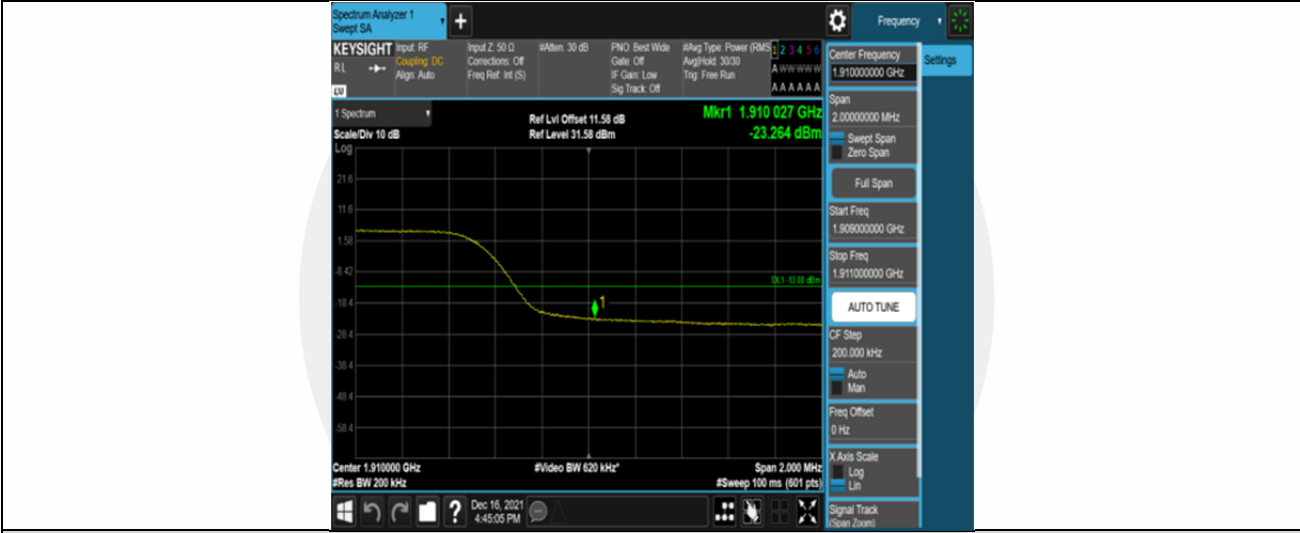 Spectrum Analyzer 1
Swept SA
+
Frequency
KEYSIGHT
RL
Input: RF
Coupling: DC
Align: Auto
Input Z: 50 Ω
Corrections: Off
Freq Ref: Int (S)
#Atten: 30 dB
PNO: Best Wide
Gate: Off
IF Gain: Low
Sig Track: Off
#Avg Type: Power (RMS
Avg|Hold: 30/30
Trig: Free Run
1 2 3 4 5 6
A W W W W W
A A A A A A
1 Spectrum
Scale/Div 10 dB
Log
Ref Lvl Offset 11.58 dB
Ref Level 31.58 dBm
Mkr1 1.910 027 GHz
-23.264 dBm
21.6
11.6
1.58
-8.42
-18.4
-28.4
-38.4
-48.4
-58.4
DL1 -13.00 dBm
1
Center 1.910000 GHz
#Res BW 200 kHz
#Video BW 620 kHz*
Span 2.000 MHz
#Sweep 100 ms (601 pts)
?
Dec 16, 2021
4:45:05 PM
Center Frequency
1.910000000 GHz
Settings
Span
2.00000000 MHz
Swept Span
Zero Span
Full Span
Start Freq
1.909000000 GHz
Stop Freq
1.911000000 GHz
AUTO TUNE
CF Step
200.000 kHz
Auto
Man
Freq Offset
0 Hz
X Axis Scale
Log
Lin
Signal Track
(Span Zoom)